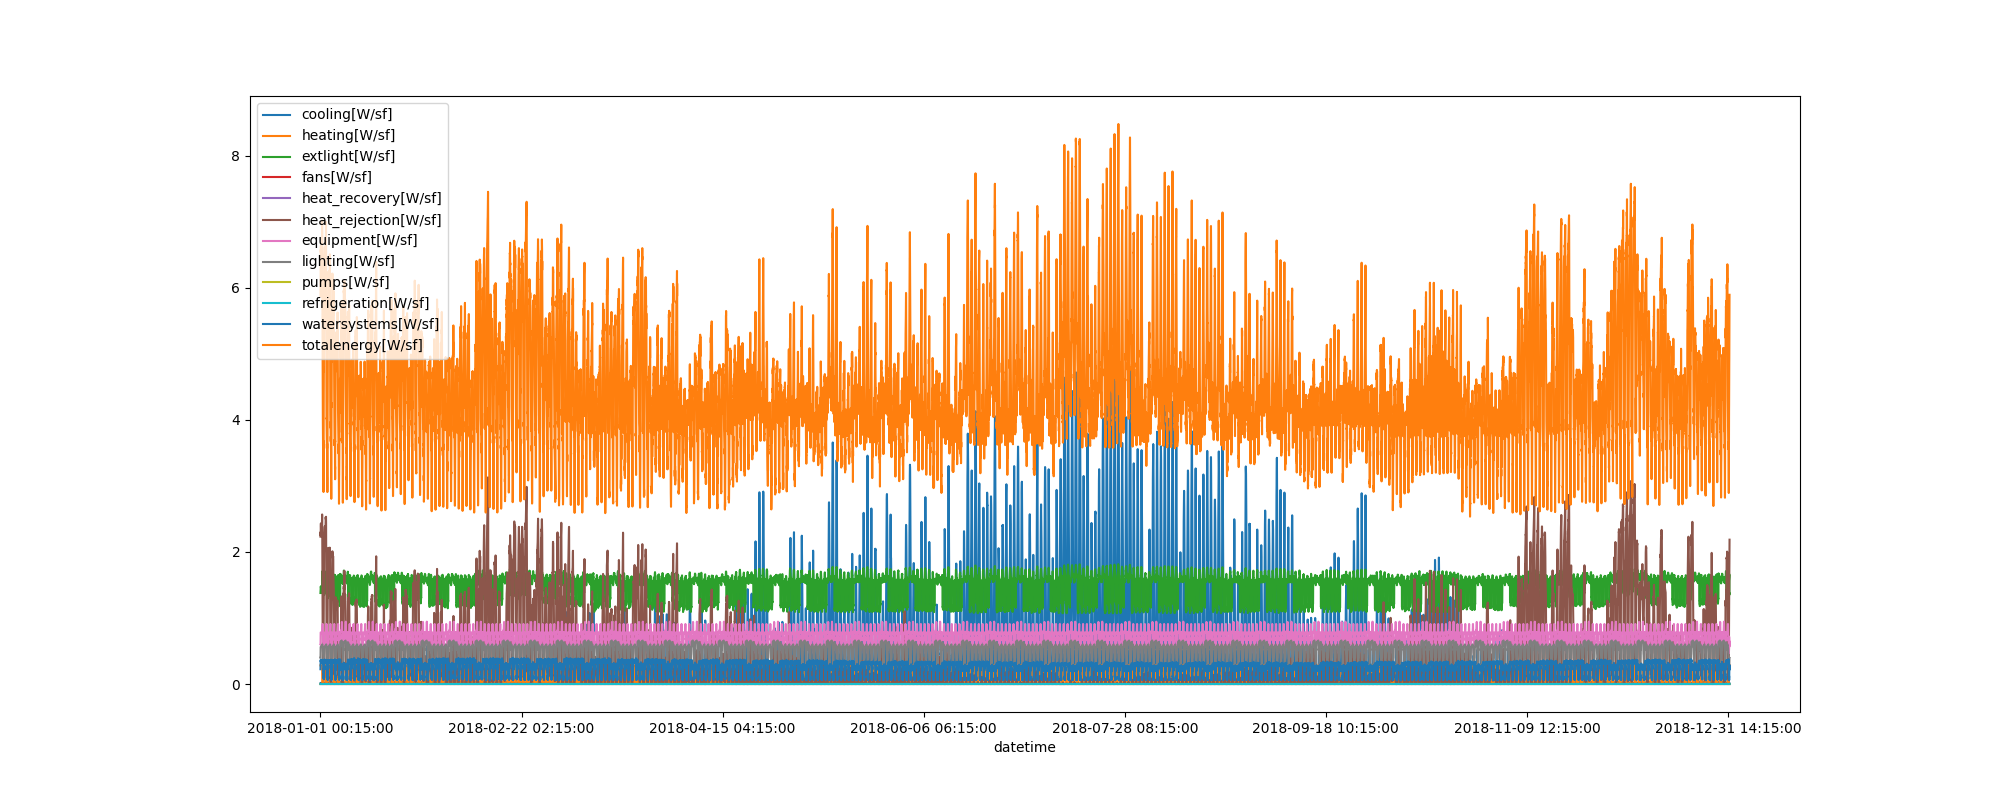 cooling[W/sf]
heating[W/sf]
extlight[W/sf]
fans[W/sf]
heat_recovery[W/sf]
heat_rejection[W/sf]
equipment[W/sf]
lighting[W/sf]
pumps[W/sf]
refrigeration[W/sf]
watersystems[W/sf]
totalenergy[W/sf]
8
6
4
2
0
2018-01-01 00:15:00 2018-02-22 02:15:00 2018-04-15 04:15:00 2018-06-06 06:15:00 2018-07-28 08:15:00 2018-09-18 10:15:00 2018-11-09 12:15:00 2018-12-31 14:15:00
datetime